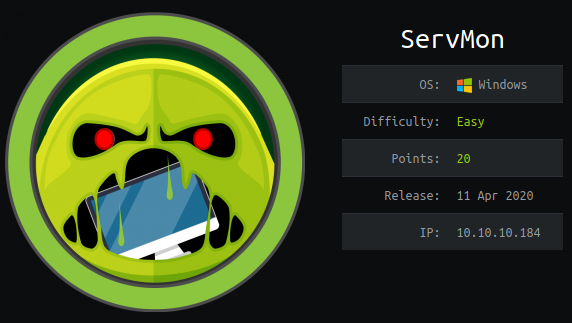 ServMon
OS: Windows
Difficulty: Easy
Points: 20
Release: 11 Apr 2020
IP: 10.10.10.184